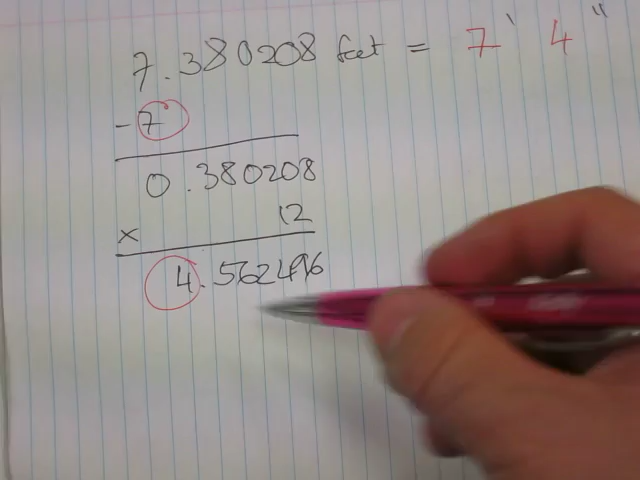 7.380208 feet = 7' 4"
- 7
0.380208
x 12
4.562496